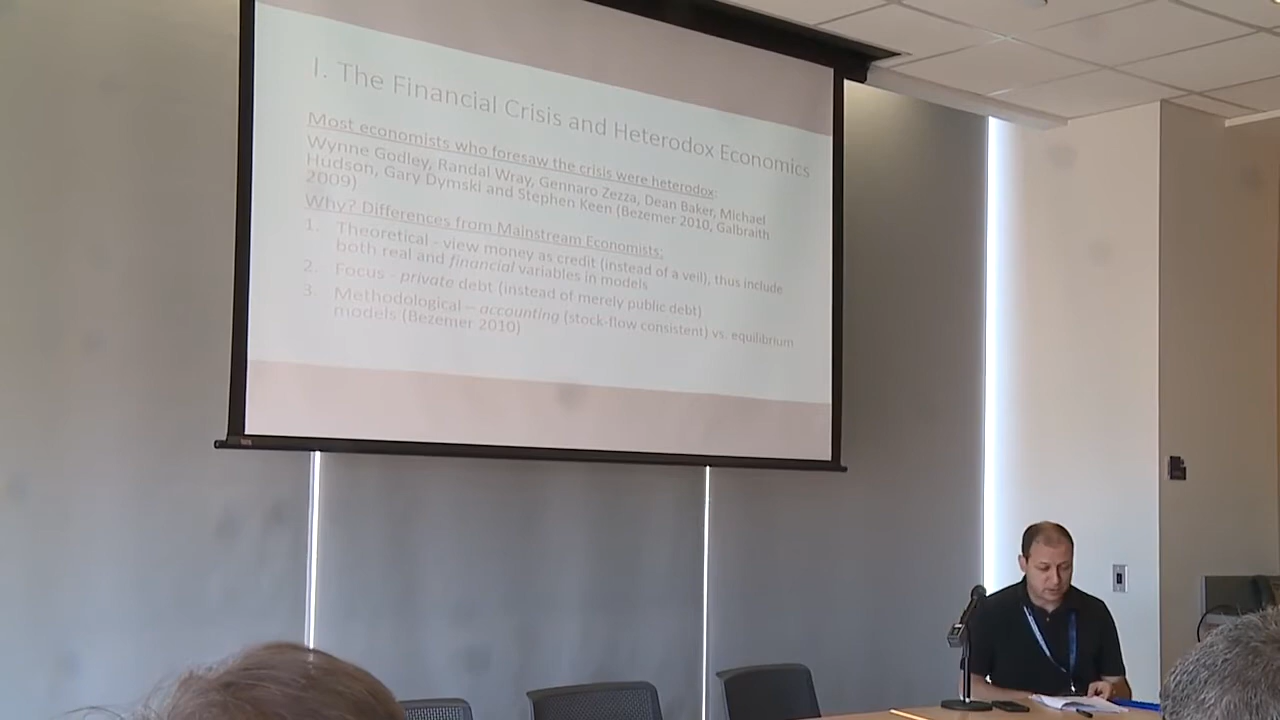 I. The Financial Crisis and Heterodox Economics
Most economists who foresaw the crisis were heterodox:
Wynne Godley, Randal Wray, Gennaro Zezza, Dean Baker, Michael
Hudson, Gary Dymski and Stephen Keen (Bezemer 2010, Galbraith
2009)
Why? Differences from Mainstream Economists:
1. Theoretical - view money as credit (instead of a veil), thus include
both real and financial variables in models
2. Focus - private debt (instead of merely public debt)
3. Methodological – accounting (stock-flow consistent) vs. equilibrium
models (Bezemer 2010)